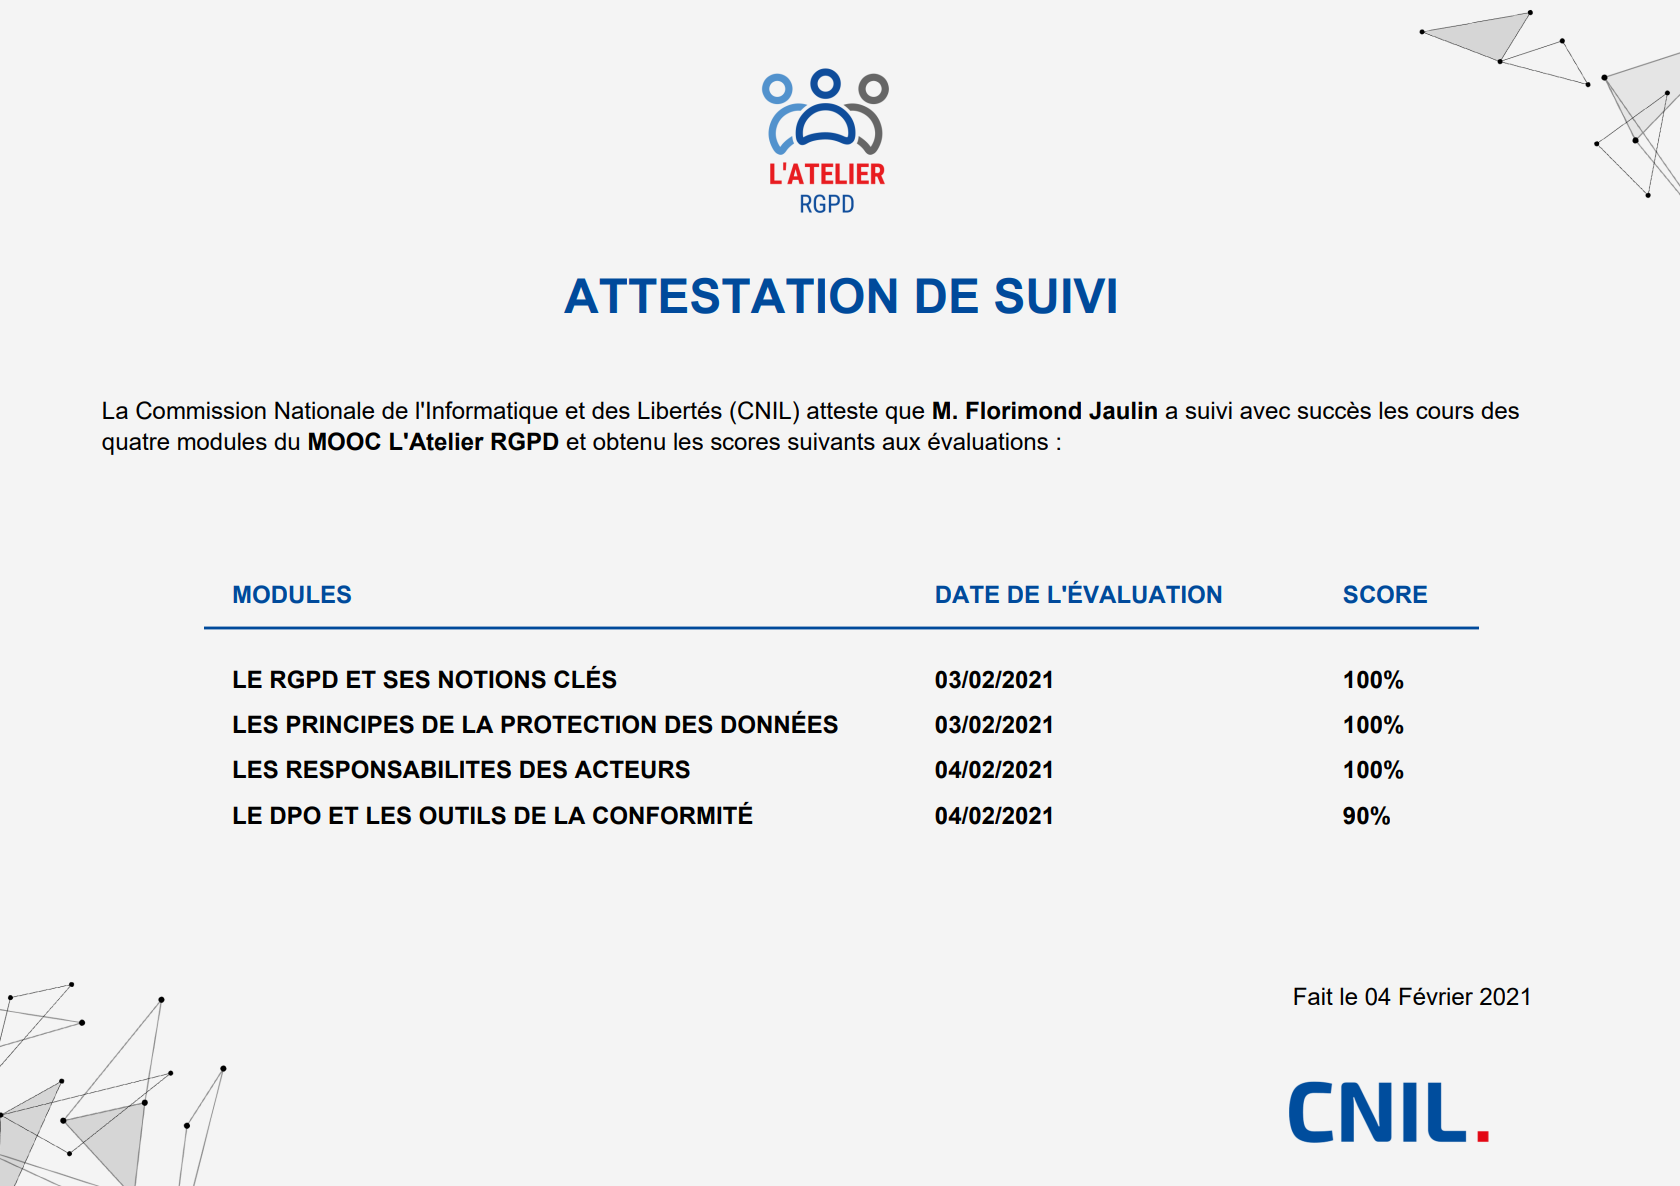 L'ATELIER
RGPD
ATTESTATION DE SUIVI
La Commission Nationale de l'Informatique et des Libertés (CNIL) atteste que M. Florimond Jaulin a suivi avec succès les cours des
quatre modules du MOOC L'Atelier RGPD et obtenu les scores suivants aux évaluations :
MODULES DATE DE L'ÉVALUATION SCORE
LE RGPD ET SES NOTIONS CLÉS 03/02/2021 100%
LES PRINCIPES DE LA PROTECTION DES DONNÉES 03/02/2021 100%
LES RESPONSABILITES DES ACTEURS 04/02/2021 100%
LE DPO ET LES OUTILS DE LA CONFORMITÉ 04/02/2021 90%
Fait le 04 Février 2021
CNIL.